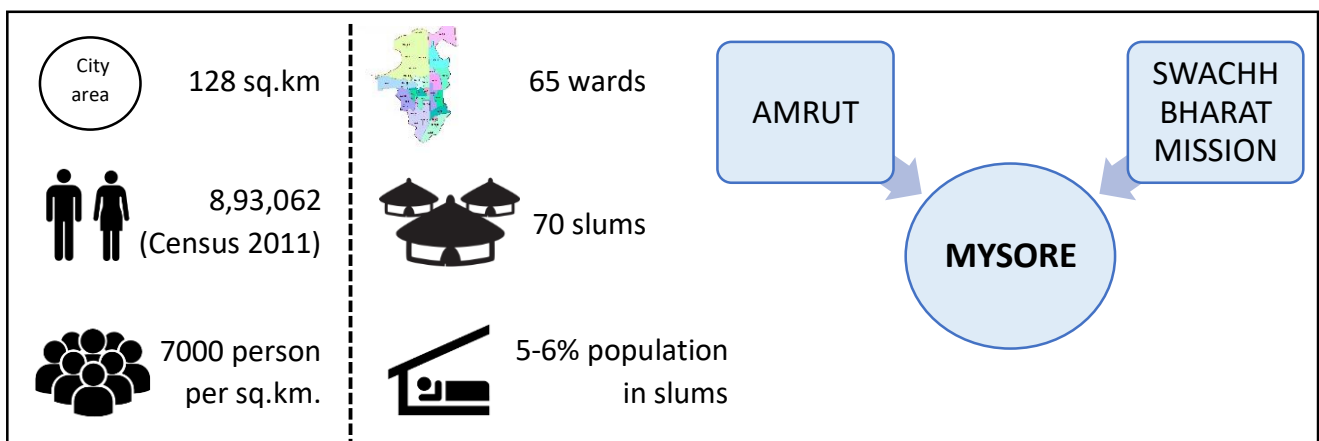 City
area
128 sq.km
65 wards
8,93,062
(Census 2011)
70 slums
7000 person
per sq.km.
5-6% population
in slums
AMRUT
SWACHH
BHARAT
MISSION
MYSORE